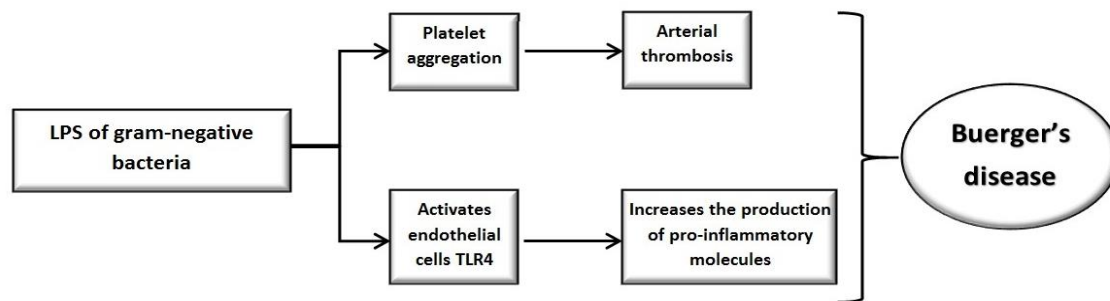 LPS of gram-negative
bacteria
Platelet
aggregation
Arterial
thrombosis
Activates
endothelial
cells TLR4
Increases the production
of pro-inflammatory
molecules
Buerger's
disease